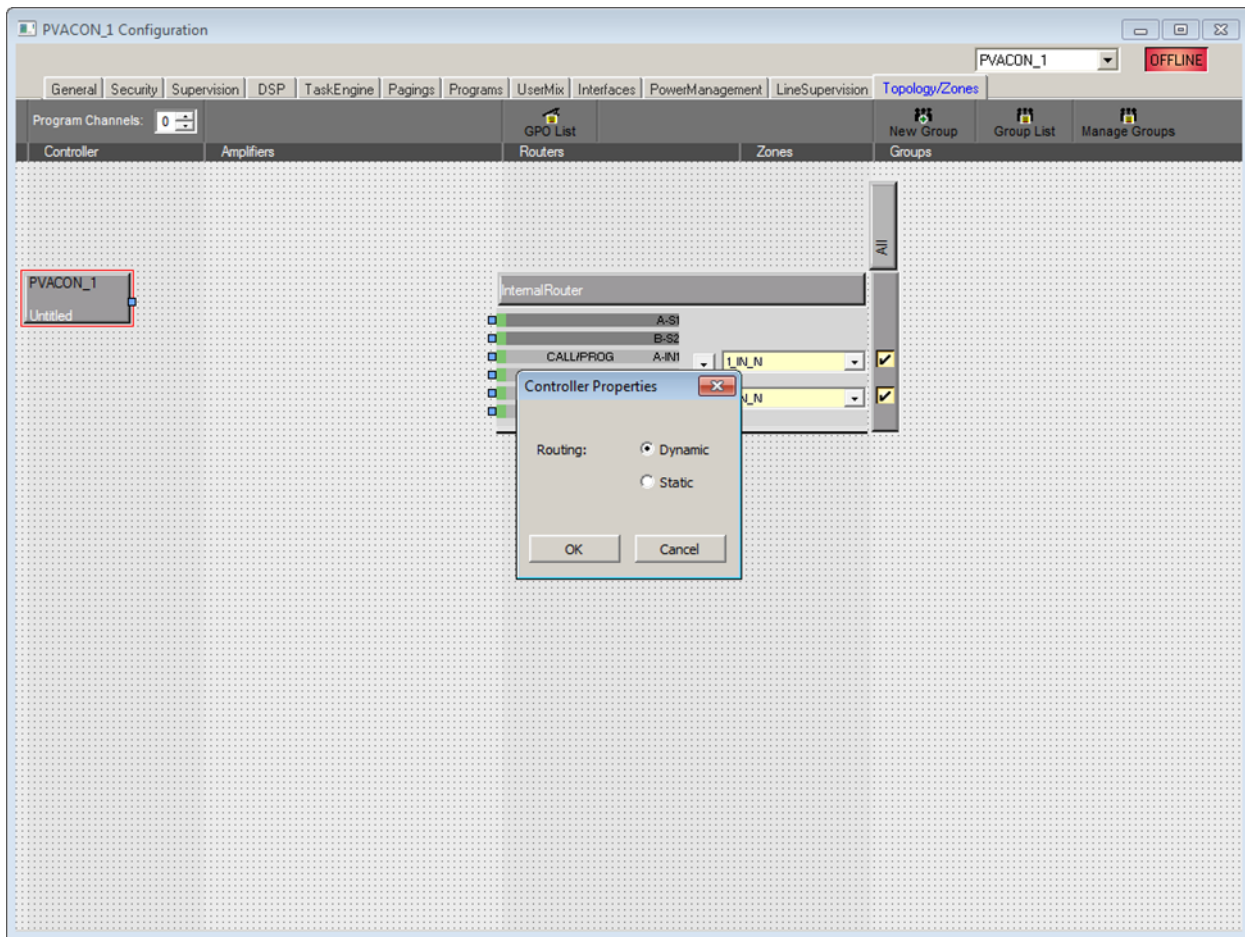 PVACON_1 Configuration
PVACON_1 OFFLINE
General Security Supervision DSP TaskEngine Pagings Programs UserMix Interfaces PowerManagement LineSupervision Topology/Zones
Program Channels: 0 GPO List New Group Group List Manage Groups
Controller Amplifiers Routers Zones Groups
All
PVACON_1
Untitled
InternalRouter
A-S1
B-S2
CALL/PROG A-IN1 1_IN_N
Controller Properties
N_N
Routing: Dynamic
Static
OK Cancel